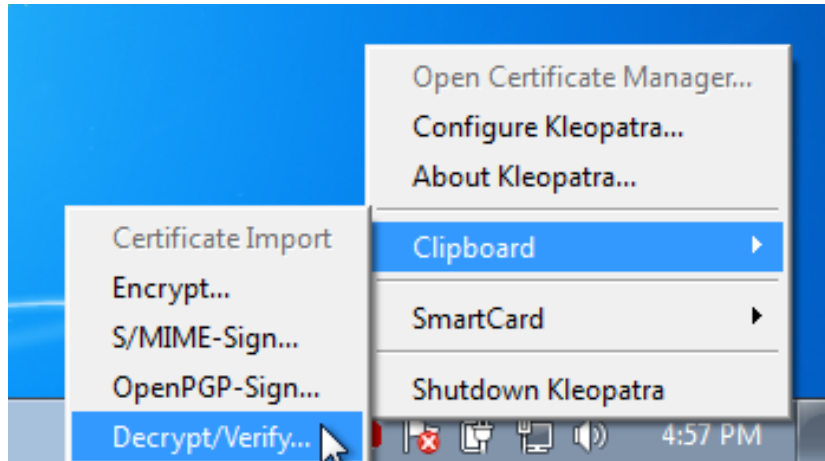 Open Certificate Manager...
Configure Kleopatra...
About Kleopatra...
Clipboard
SmartCard
Shutdown Kleopatra
Certificate Import
Encrypt...
S/MIME-Sign...
OpenPGP-Sign...
Decrypt/Verify...
4:57 PM